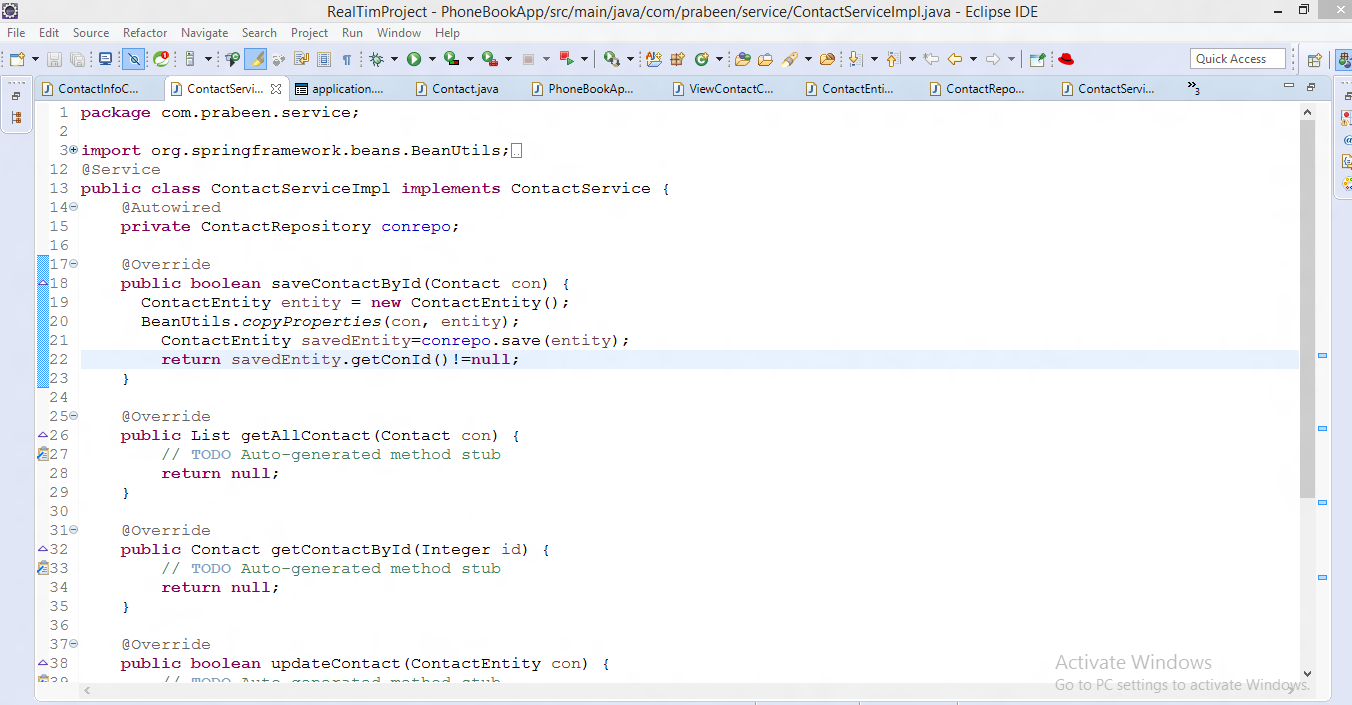 RealTimProject - PhoneBookApp/src/main/java/com/prabeen/service/ContactServiceImpl.java - Eclipse IDE
File Edit Source Refactor Navigate Search Project Run Window Help
Quick Access
ContactInfoC... ContactServi... application.... Contact.java PhoneBookAp... ViewContactC... ContactEnti... ContactRepo... ContactServi... »3
1 package com.prabeen.service;
2
3 import org.springframework.beans.BeanUtils;
12 @Service
13 public class ContactServiceImpl implements ContactService {
14 @Autowired
15 private ContactRepository conrepo;
16
17 @Override
18 public boolean saveContactById(Contact con) {
19 ContactEntity entity = new ContactEntity();
20 BeanUtils.copyProperties(con, entity);
21 ContactEntity savedEntity=conrepo.save(entity);
22 return savedEntity.getConId()!=null;
23 }
24
25 @Override
26 public List getAllContact(Contact con) {
27 // TODO Auto-generated method stub
28 return null;
29 }
30
31 @Override
32 public Contact getContactById(Integer id) {
33 // TODO Auto-generated method stub
34 return null;
35 }
36
37 @Override
38 public boolean updateContact(ContactEntity con) {
39 // TODO Auto-generated method stub
Activate Windows
Go to PC settings to activate Windows.